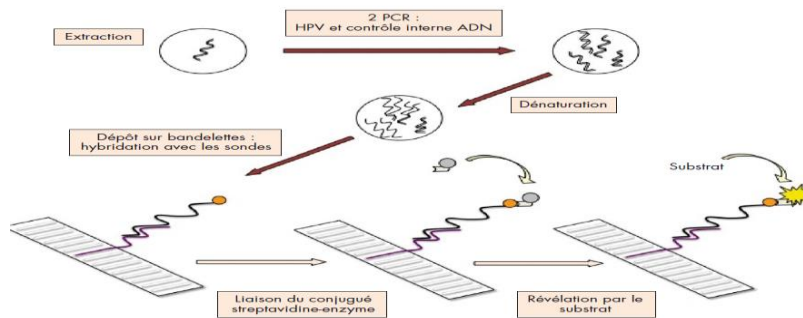 Extraction
2 PCR :
HPV et contrôle interne ADN
Dénaturation
Dépôt sur bandelettes :
hybridation avec les sondes
Substrat
Liaison du conjugué
streptavidine-enzyme
Révélation par le
substrat